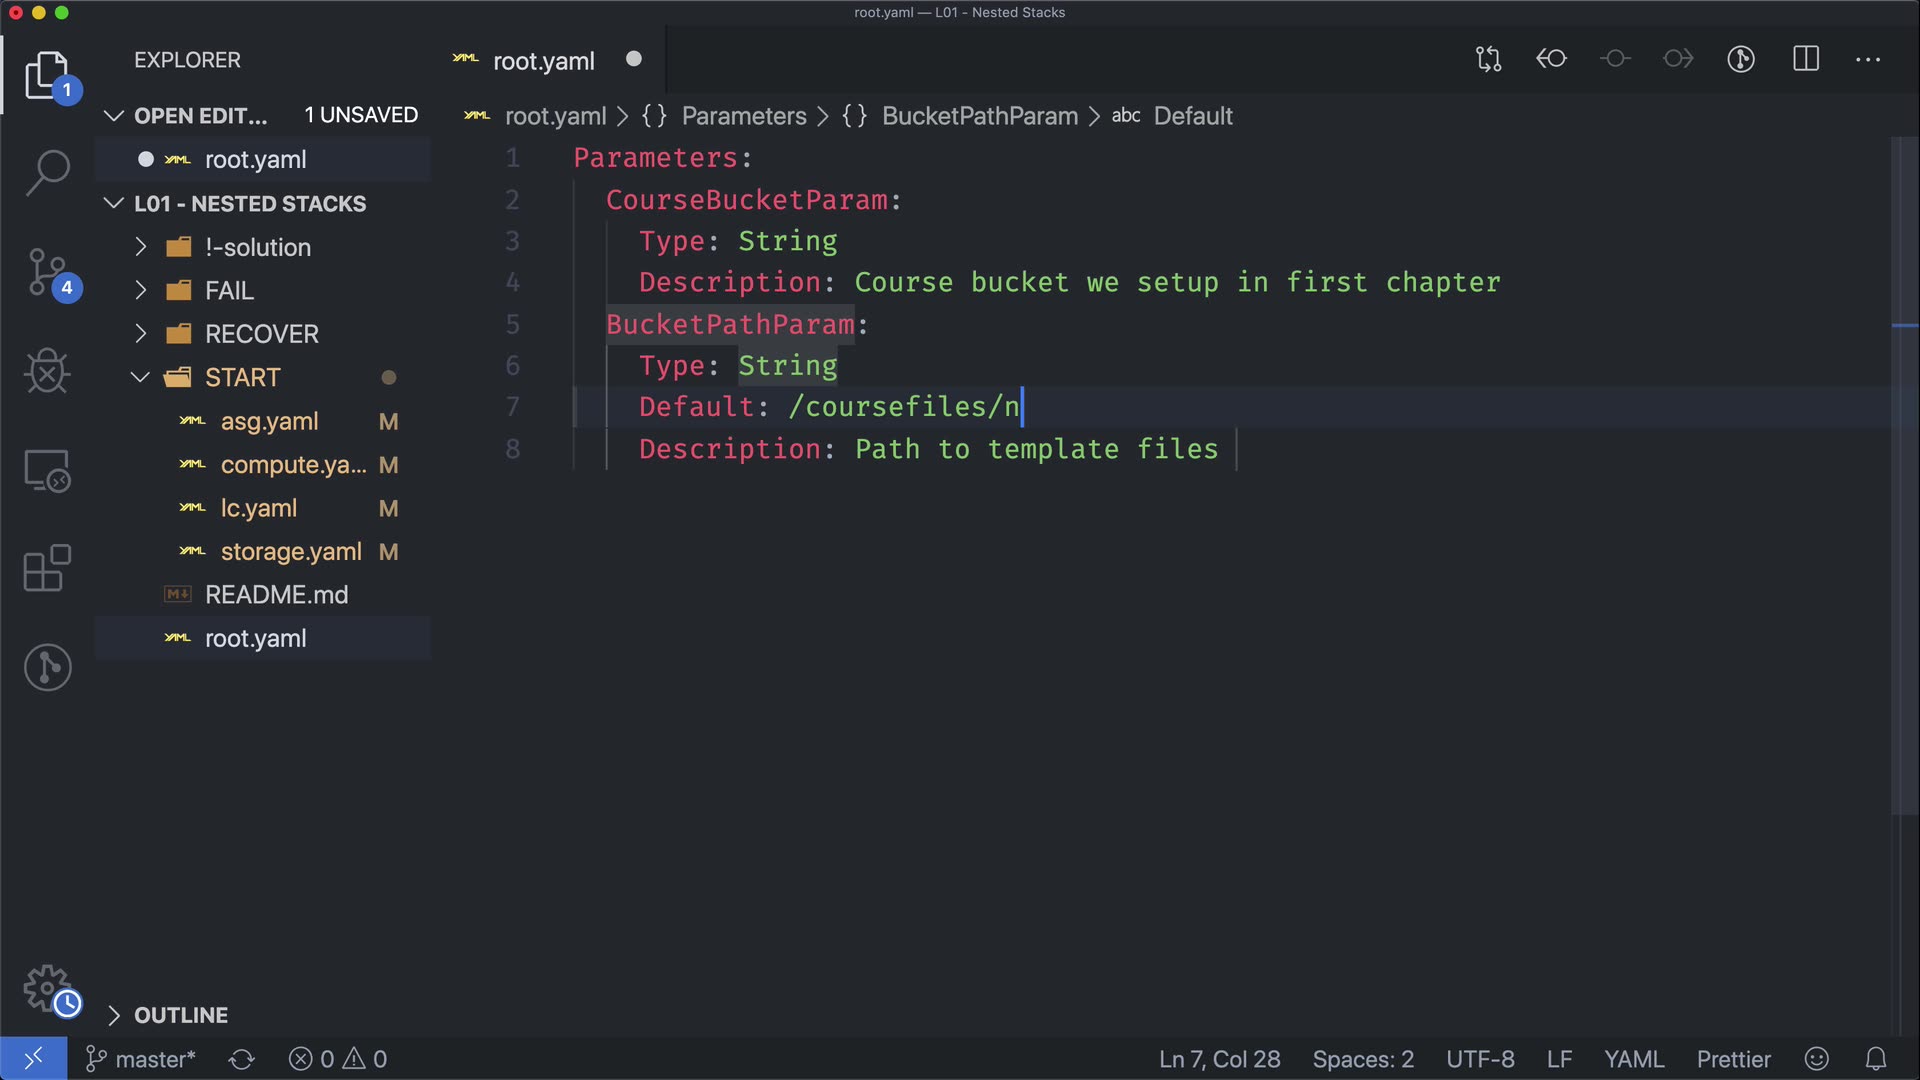 root.yaml — L01 - Nested Stacks
EXPLORER
1
OPEN EDIT... 1 UNSAVED
root.yaml
L01 - NESTED STACKS
!-solution
4
FAIL
RECOVER
START
asg.yaml M
compute.ya... M
lc.yaml M
storage.yaml M
README.md
root.yaml
OUTLINE
root.yaml
root.yaml > {} Parameters > {} BucketPathParam > abc Default
1 Parameters:
2 CourseBucketParam:
3 Type: String
4 Description: Course bucket we setup in first chapter
5 BucketPathParam:
6 Type: String
7 Default: /coursefiles/n
8 Description: Path to template files
master* 0 0 Ln 7, Col 28 Spaces: 2 UTF-8 LF YAML Prettier